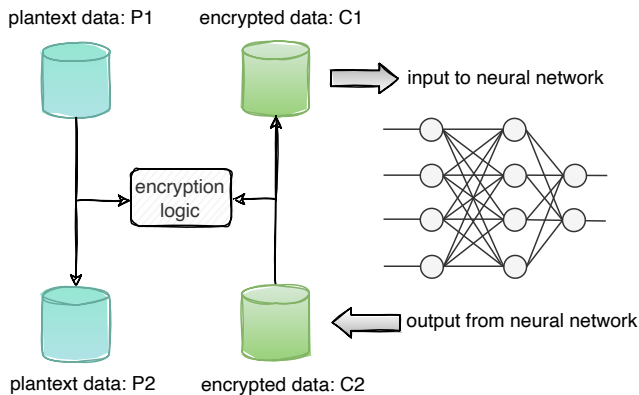 plantext data: P1
encrypted data: C1
input to neural network
encryption
logic
output from neural network
plantext data: P2
encrypted data: C2